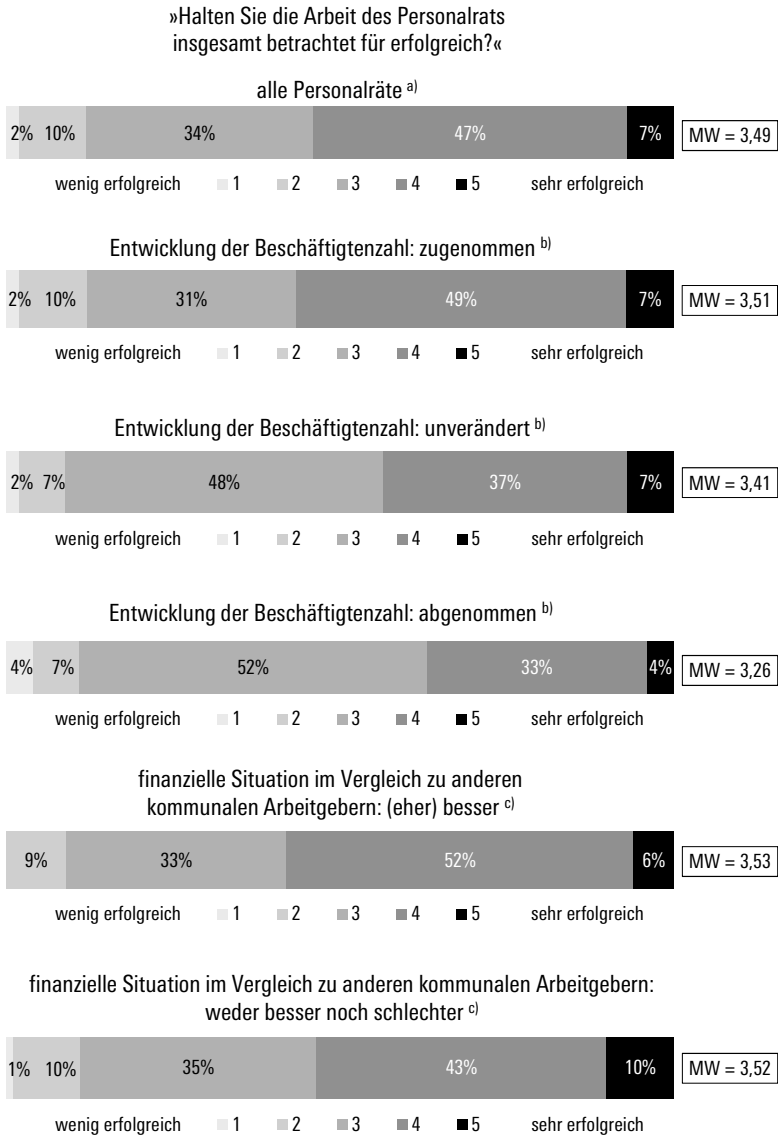 »Halten Sie die Arbeit des Personalrats
insgesamt betrachtet für erfolgreich?«
alle Personalräte a)
2% 10% 34% 47% 7% MW = 3,49
wenig erfolgreich 1 2 3 4 5 sehr erfolgreich
Entwicklung der Beschäftigtenzahl: zugenommen b)
2% 10% 31% 49% 7% MW = 3,51
wenig erfolgreich 1 2 3 4 5 sehr erfolgreich
Entwicklung der Beschäftigtenzahl: unverändert b)
2% 7% 48% 37% 7% MW = 3,41
wenig erfolgreich 1 2 3 4 5 sehr erfolgreich
Entwicklung der Beschäftigtenzahl: abgenommen b)
4% 7% 52% 33% 4% MW = 3,26
wenig erfolgreich 1 2 3 4 5 sehr erfolgreich
finanzielle Situation im Vergleich zu anderen
kommunalen Arbeitgebern: (eher) besser c)
9% 33% 52% 6% MW = 3,53
wenig erfolgreich 1 2 3 4 5 sehr erfolgreich
finanzielle Situation im Vergleich zu anderen kommunalen Arbeitgebern:
weder besser noch schlechter c)
1% 10% 35% 43% 10% MW = 3,52
wenig erfolgreich 1 2 3 4 5 sehr erfolgreich